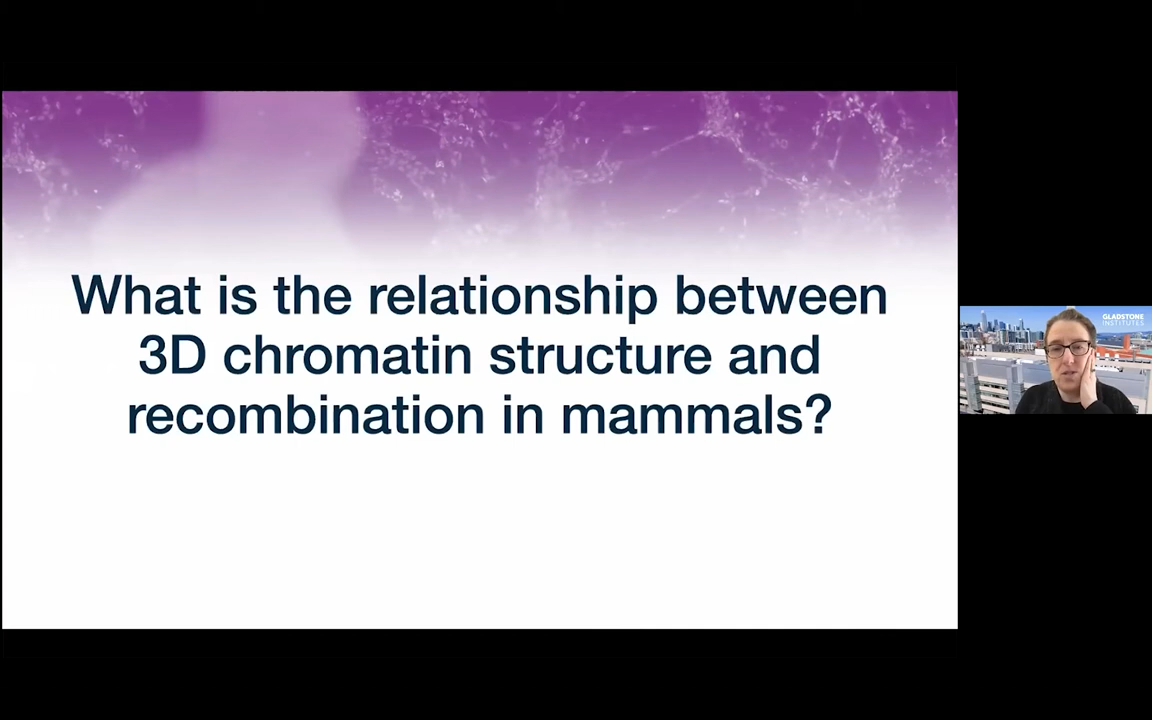 What is the relationship between
3D chromatin structure and
recombination in mammals?
GLADSTONE
INSTITUTES